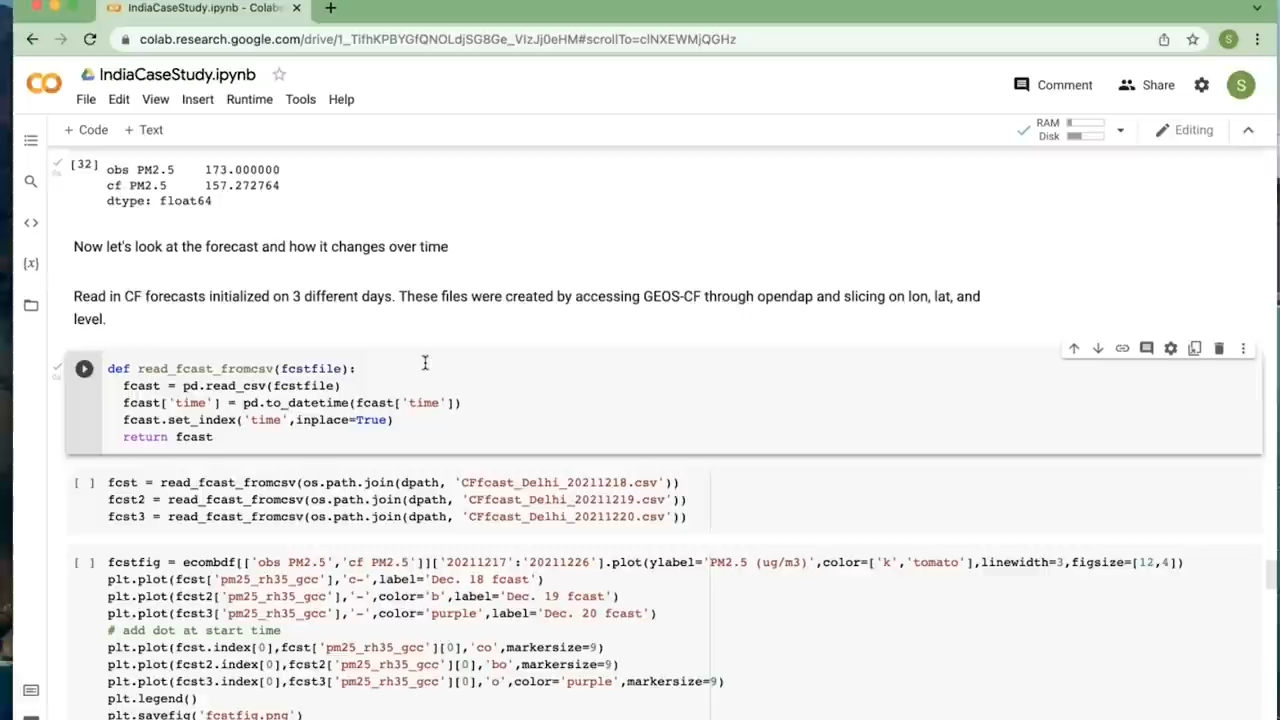 IndiaCaseStudy.ipynb - Colab
colab.research.google.com/drive/1_TifhKPBYGfQNOLdjSG8Ge_VIzJj0eHM#scrollTo=clNXEWMjQGHz
S
IndiaCaseStudy.ipynb
Comment
Share
S
File Edit View Insert Runtime Tools Help
+ Code + Text
RAM
Disk
Editing
[32]
obs PM2.5 173.000000
cf PM2.5 157.272764
dtype: float64
Now let's look at the forecast and how it changes over time
Read in CF forecasts initialized on 3 different days. These files were created by accessing GEOS-CF through opendap and slicing on lon, lat, and
level.
def read_fcast_fromcsv(fcstfile):
fcast = pd.read_csv(fcstfile)
fcast['time'] = pd.to_datetime(fcast['time'])
fcast.set_index('time',inplace=True)
return fcast
[ ] fcst = read_fcast_fromcsv(os.path.join(dpath, 'CFfcast_Delhi_20211218.csv'))
fcst2 = read_fcast_fromcsv(os.path.join(dpath, 'CFfcast_Delhi_20211219.csv'))
fcst3 = read_fcast_fromcsv(os.path.join(dpath, 'CFfcast_Delhi_20211220.csv'))
[ ] fcstfig = ecombdf[['obs PM2.5','cf PM2.5']]['20211217':'20211226'].plot(ylabel='PM2.5 (ug/m3)',color=['k','tomato'],linewidth=3,figsize=[12,4])
plt.plot(fcst['pm25_rh35_gcc'],'c-',label='Dec. 18 fcast')
plt.plot(fcst2['pm25_rh35_gcc'],'-',color='b',label='Dec. 19 fcast')
plt.plot(fcst3['pm25_rh35_gcc'],'-',color='purple',label='Dec. 20 fcast')
# add dot at start time
plt.plot(fcst.index[0],fcst['pm25_rh35_gcc'][0],'co',markersize=9)
plt.plot(fcst2.index[0],fcst2['pm25_rh35_gcc'][0],'bo',markersize=9)
plt.plot(fcst3.index[0],fcst3['pm25_rh35_gcc'][0],'o',color='purple',markersize=9)
plt.legend()
plt.savefig('fcstfig.png')